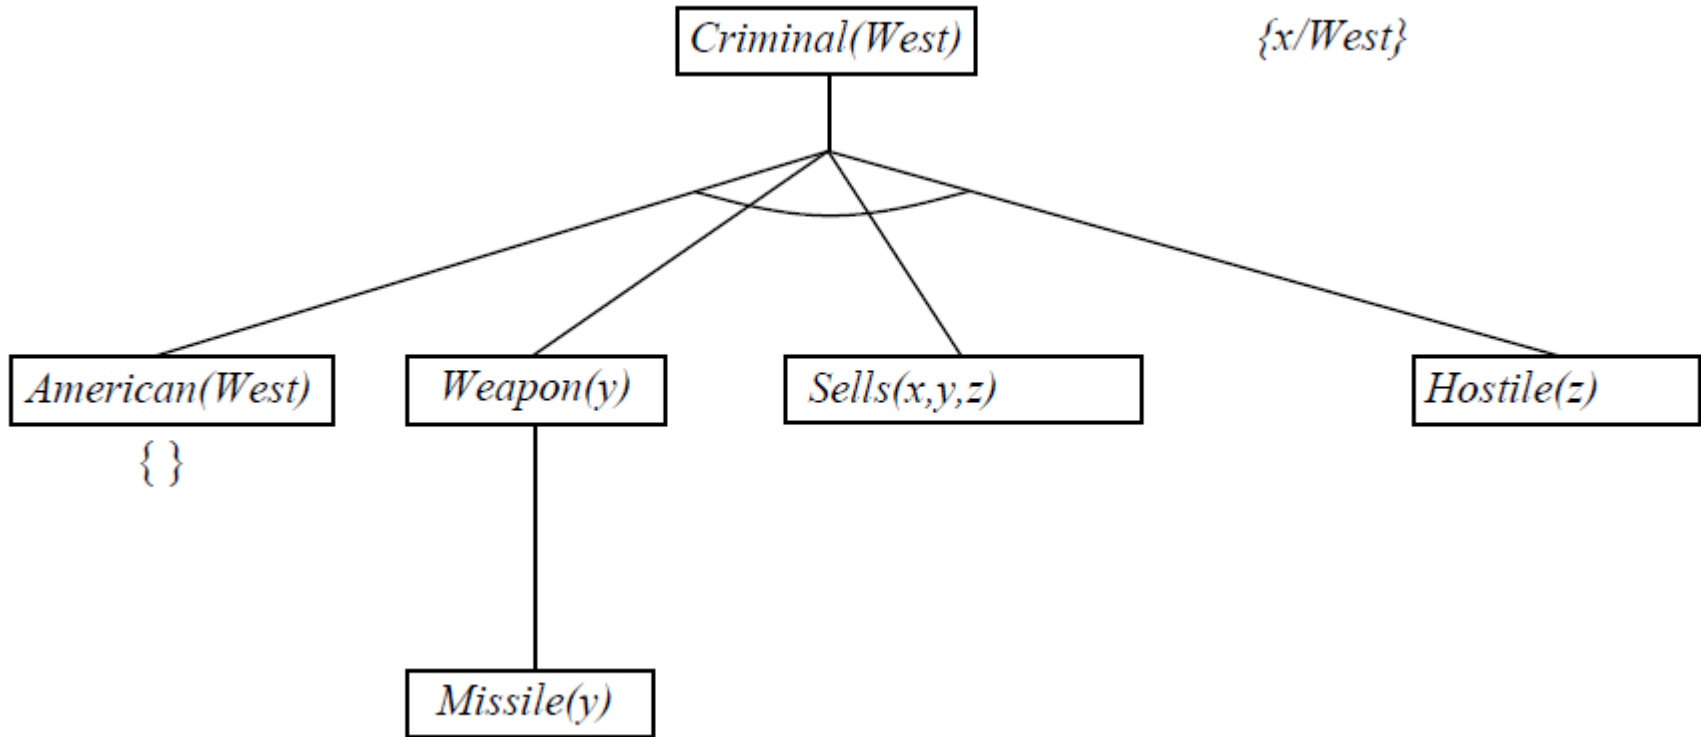 Criminal(West)
{x/West}
American(West)
Weapon(y)
Sells(x,y,z)
Hostile(z)
{ }
Missile(y)